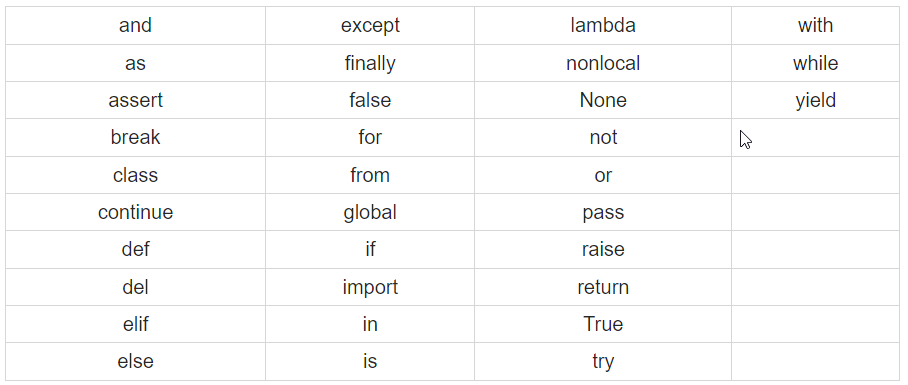 and except lambda with
as finally nonlocal while
assert false None yield
break for not
class from or
continue global pass
def if raise
del import return
elif in True
else is try